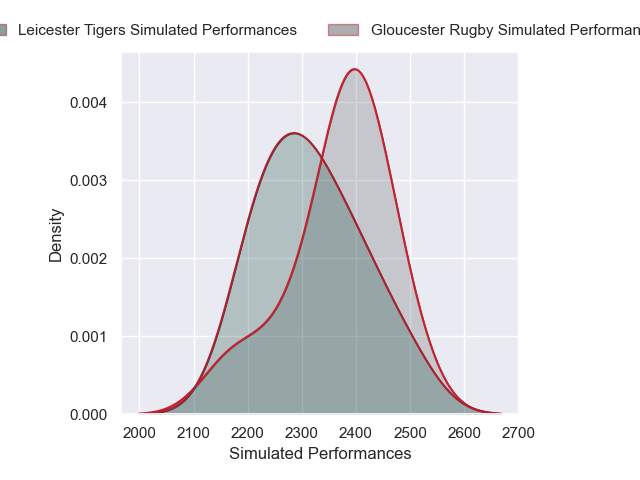 Leicester Tigers Simulated Performances Gloucester Rugby Simulated Performan
0.004
0.003
0.002
0.001
0.000
Density
2000 2100 2200 2300 2400 2500 2600 2700
Simulated Performances